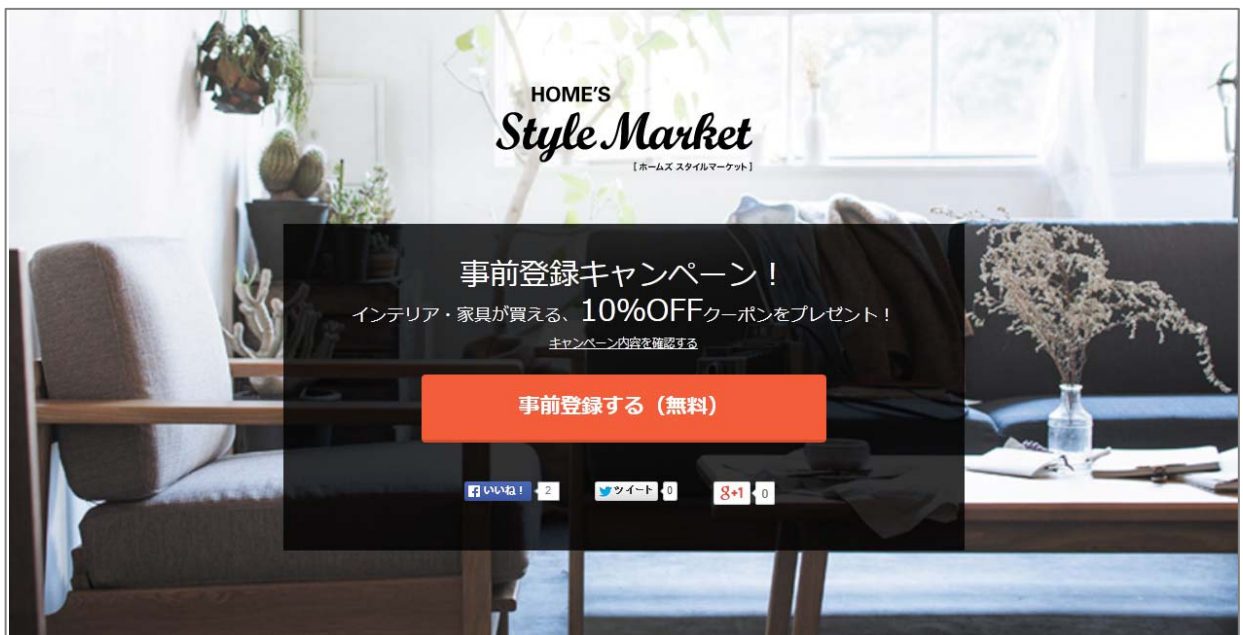 HOME'S
Style Market
[ホームズ スタイルマーケット]
事前登録キャンペーン!
インテリア・家具が買える、10%OFFクーポンをプレゼント!
キャンペーン内容を確認する
事前登録する(無料)
いいね! 2 ツイート 0 g+1 0